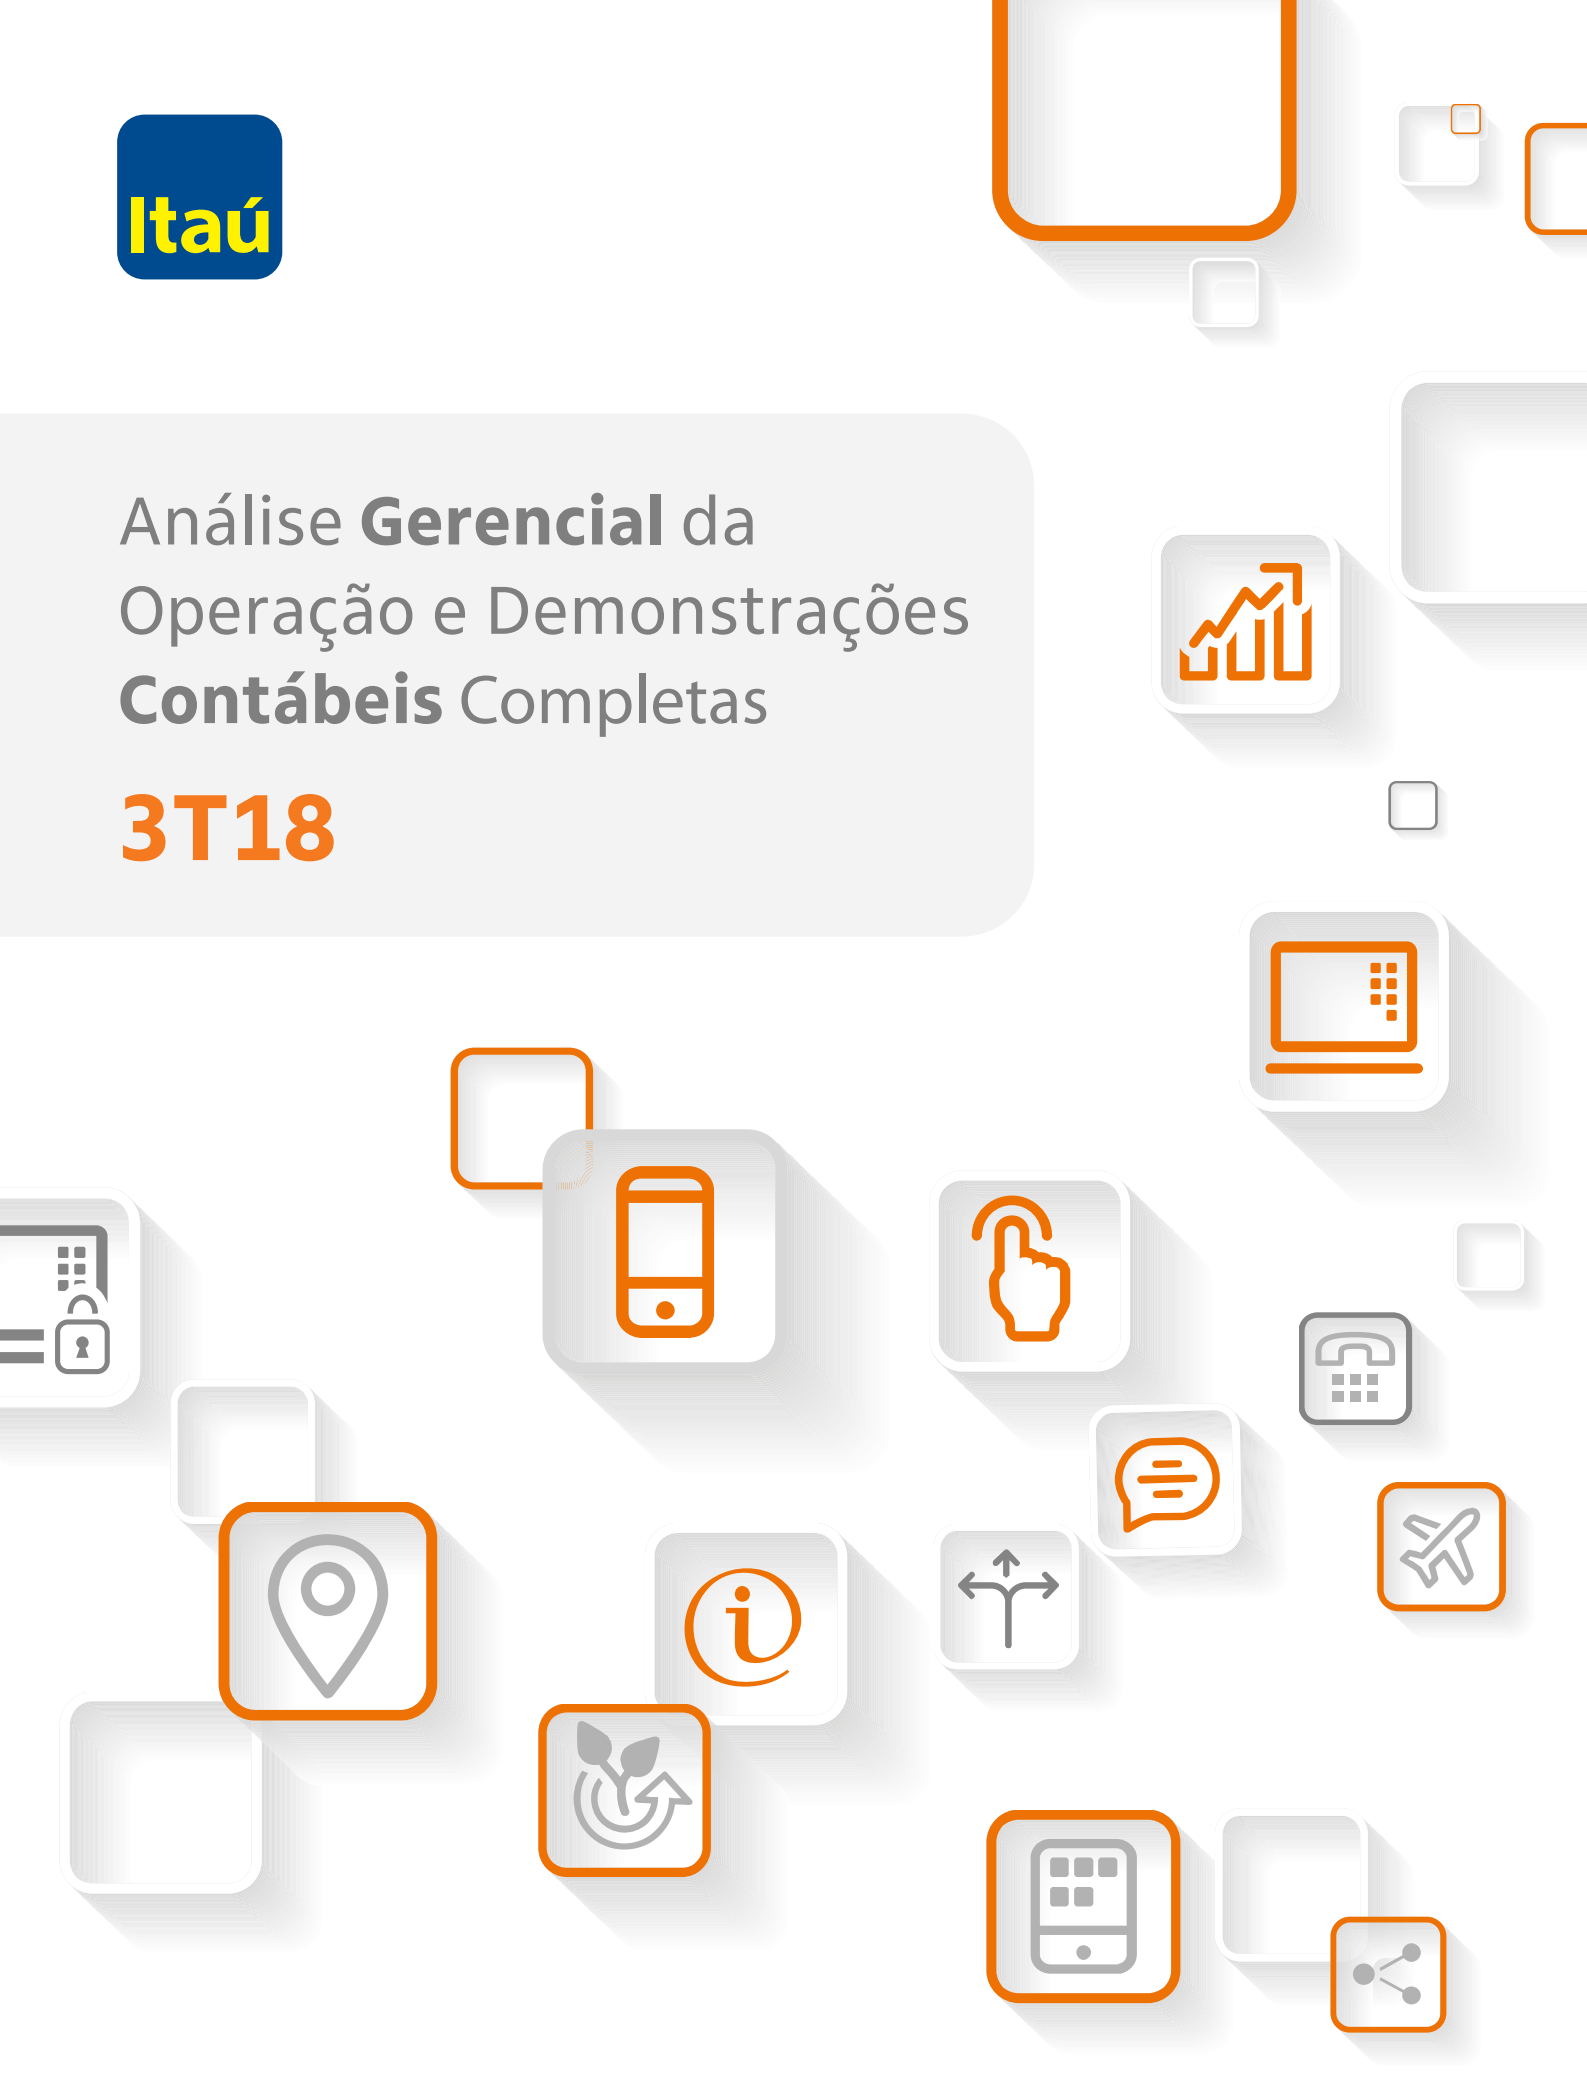 Itaú
Análise Gerencial da
Operação e Demonstrações
Contábeis Completas
3T18